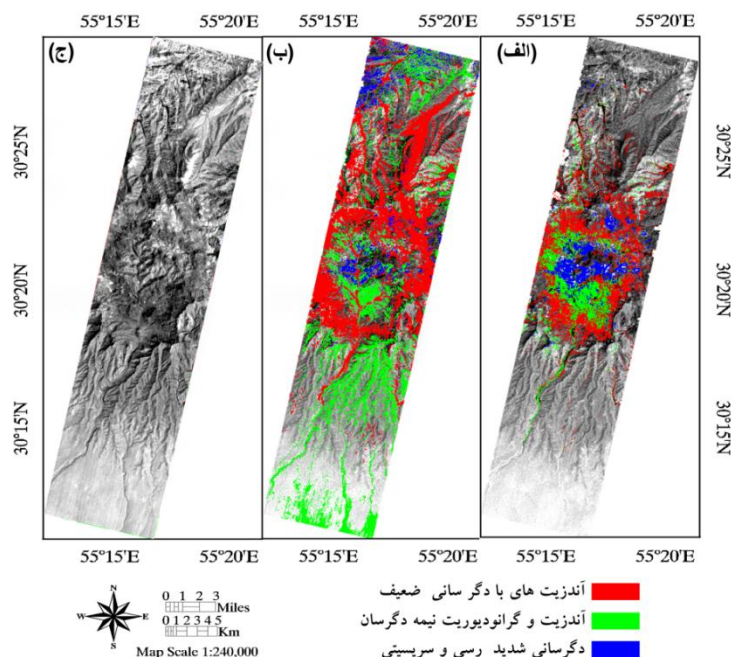 55°15'E 55°20'E 55°15'E 55°20'E 55°15'E 55°20'E
(ج) (ب) (الف)
30°25'N 30°25'N
30°20'N 30°20'N
30°15'N 30°15'N
55°15'E 55°20'E 55°15'E 55°20'E 55°15'E 55°20'E
N
W E
S
0 1 2 3
Miles
0 1 2 3 4 5
Km
Map Scale 1:240,000
آندزیت های با دگر سانی ضعیف
آندزیت و گرانودیوریت نیمه دگرسان
دگرسانی شدید رسی و سریسیتی